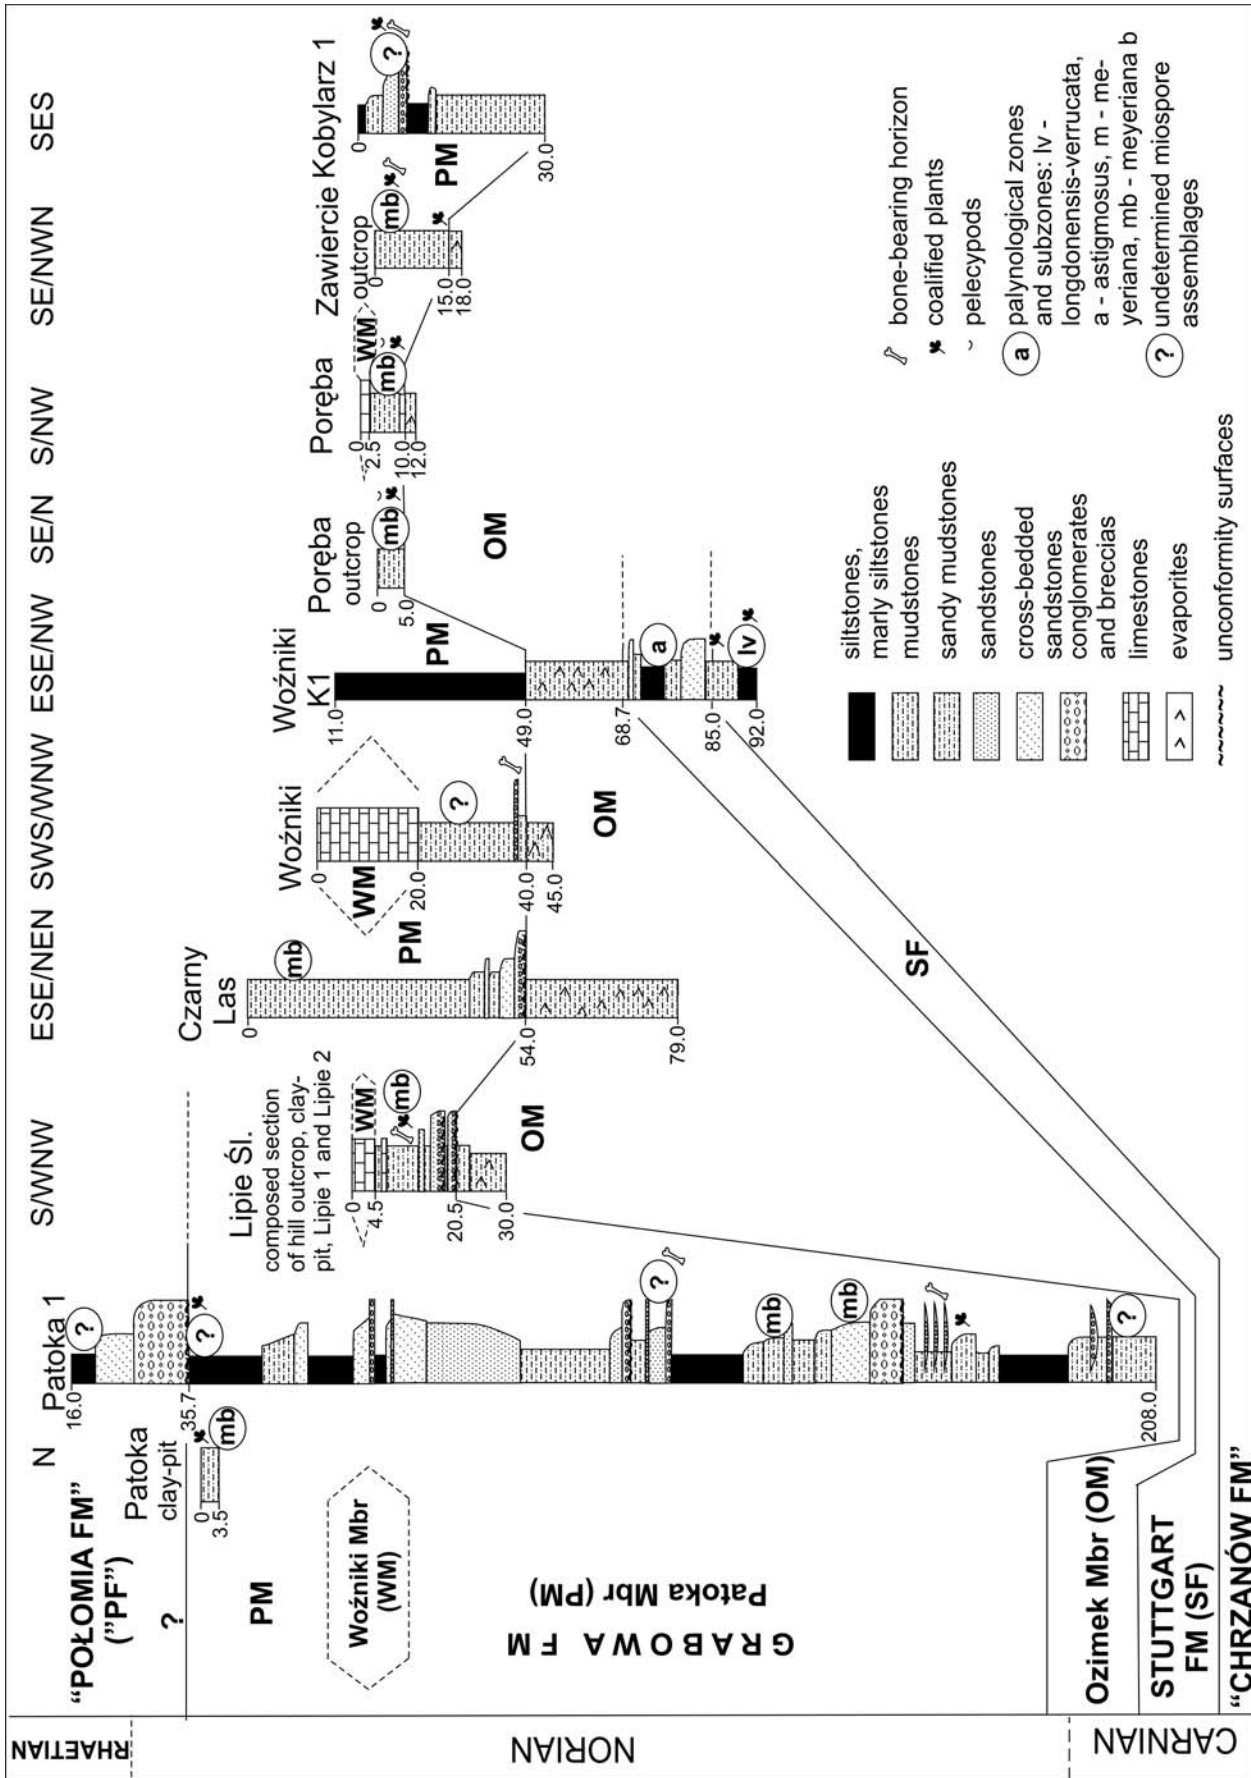 N S/WNW ESE/NEN SWS/WNW ESE/NW SE/N S/NW SE/NWN SES
RHAETIAN
NORIAN
CARNIAN
“POŁOMIA FM”
("PF")
?
PM
Woźniki Mbr
(WM)
GRABOWA FM
Patoka Mbr (PM)
Ozimek Mbr (OM)
STUTTGART
FM (SF)
“CHRZANÓW FM”
Patoka
clay-pit
0
3.5
mb
Patoka 1
16.0
35.7
208.0
?
?
?
mb
mb
?
Lipie Śl.
composed section
of hill outcrop, clay-
pit, Lipie 1 and Lipie 2
0
4.5
20.5
30.0
WM
mb
OM
Czarny
Las
0
54.0
79.0
mb
PM
Woźniki
0
20.0
40.0
45.0
WM
?
OM
SF
Woźniki
K1
11.0
49.0
68.7
85.0
92.0
PM
a
lv
Poręba
outcrop
0
5.0
mb
OM
Poręba
0
2.5
10.0
12.0
WM
mb
Zawiercie
outcrop
0
15.0
18.0
mb
Kobylarz 1
0
30.0
?
PM
siltstones,
marly siltstones
mudstones
sandy mudstones
sandstones
cross-bedded
sandstones
conglomerates
and breccias
limestones
evaporites
unconformity surfaces
bone-bearing horizon
coalified plants
pelecypods
a palynological zones
and subzones: lv -
longdonensis-verrucata,
a - astigmosus, m - me-
yeriana, mb - meyeriana b
? undetermined miospore
assemblages